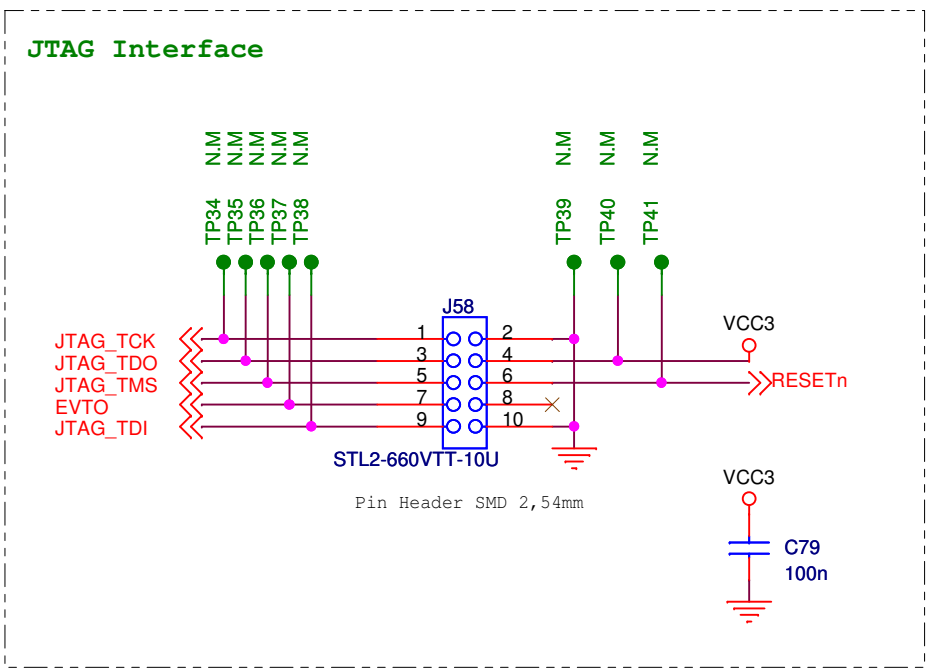 JTAG Interface
N.M
N.M
N.M
N.M
N.M
N.M
N.M
N.M
TP34
TP35
TP36
TP37
TP38
TP39
TP40
TP41
J58
VCC3
JTAG_TCK 1 2
JTAG_TDO 3 4
JTAG_TMS 5 6 RESETn
EVTO 7 8
JTAG_TDI 9 10
STL2-660VTT-10U
Pin Header SMD 2,54mm
VCC3
C79
100n